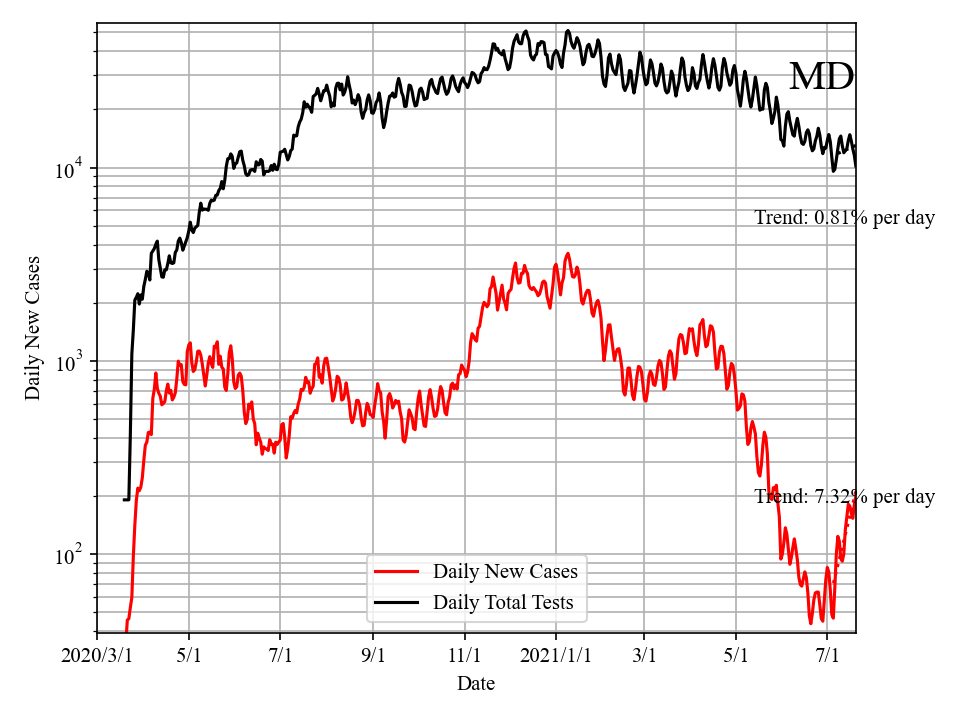 MD
10^4
Trend: 0.81% per day
Daily New Cases
10^3
Trend: 7.32% per day
10^2
Daily New Cases
Daily Total Tests
2020/3/1 5/1 7/1 9/1 11/1 2021/1/1 3/1 5/1 7/1
Date